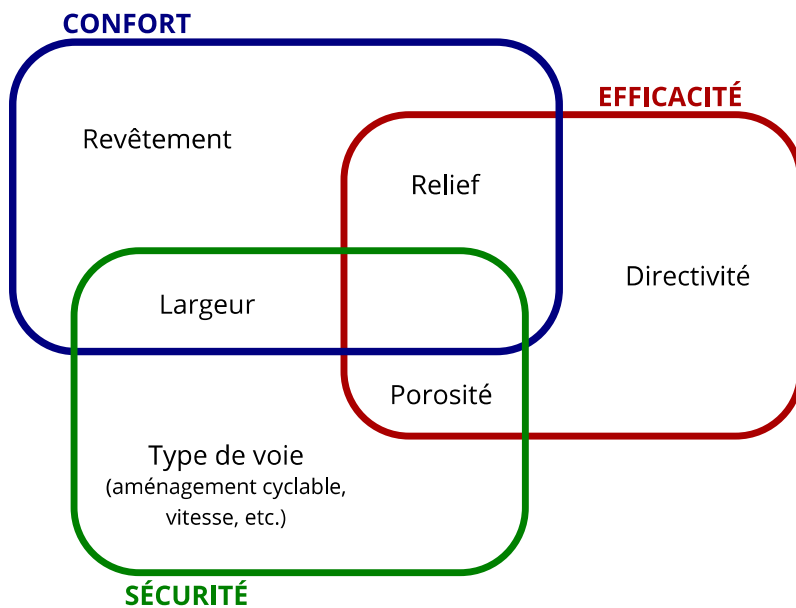 CONFORT
EFFICACITÉ
Revêtement
Relief
Directivité
Largeur
Porosité
Type de voie
(aménagement cyclable,
vitesse, etc.)
SÉCURITÉ